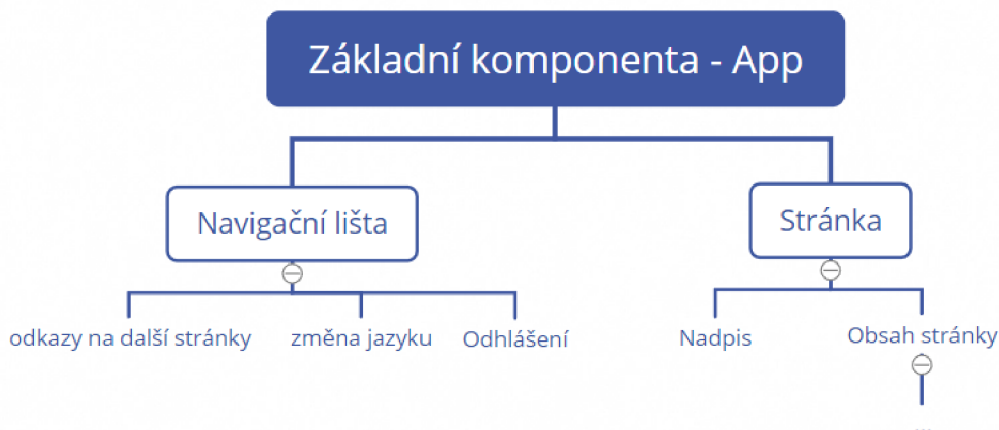 Základní komponenta - App
Navigační lišta
Stránka
odkazy na další stránky
změna jazyku
Odhlášení
Nadpis
Obsah stránky
...